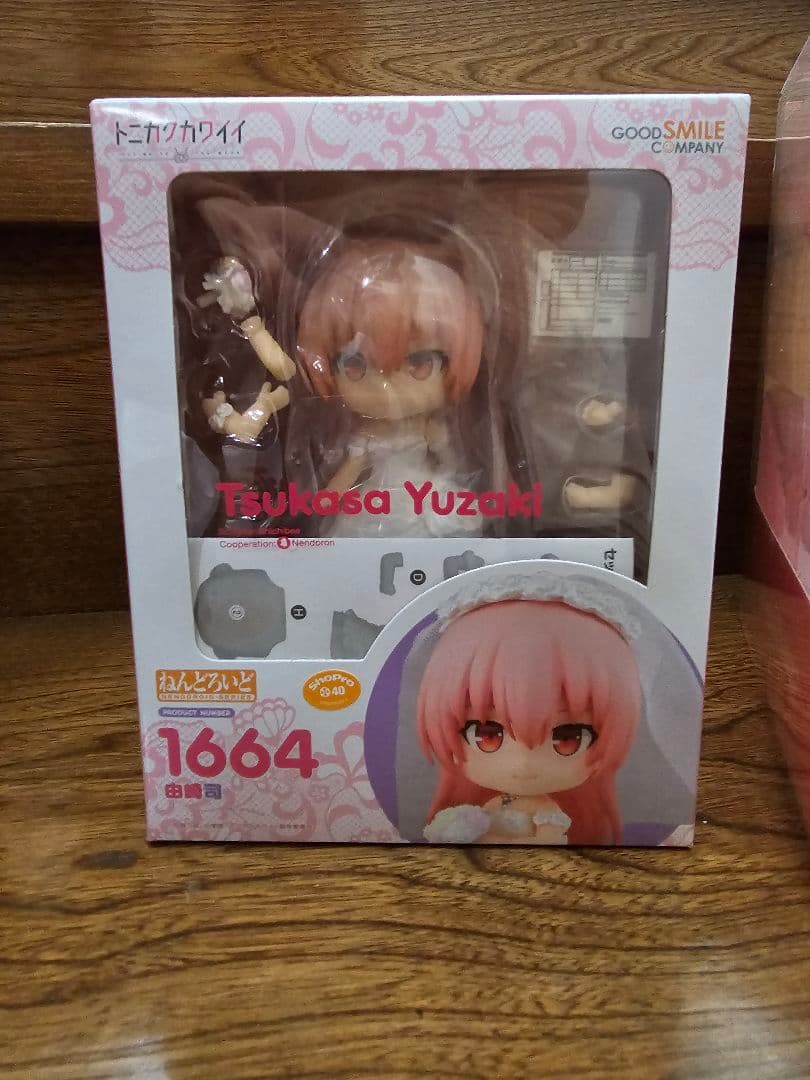 トニカクカワイイ
GOOD SMILE
COMPANY
Tsukasa Yuzaki
Cooperation: Nendoron
D
H
2
ねんどろいど
NENDOROID SERIES
ShoPro
40
PRODUCT NUMBER
1664
由崎司